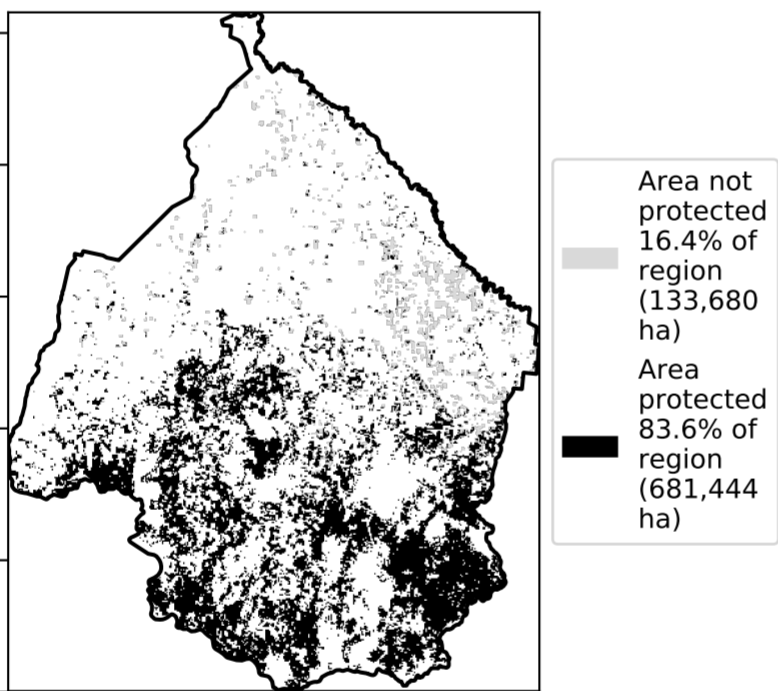 Area not
protected
16.4% of
region
(133,680
ha)
Area
protected
83.6% of
region
(681,444
ha)